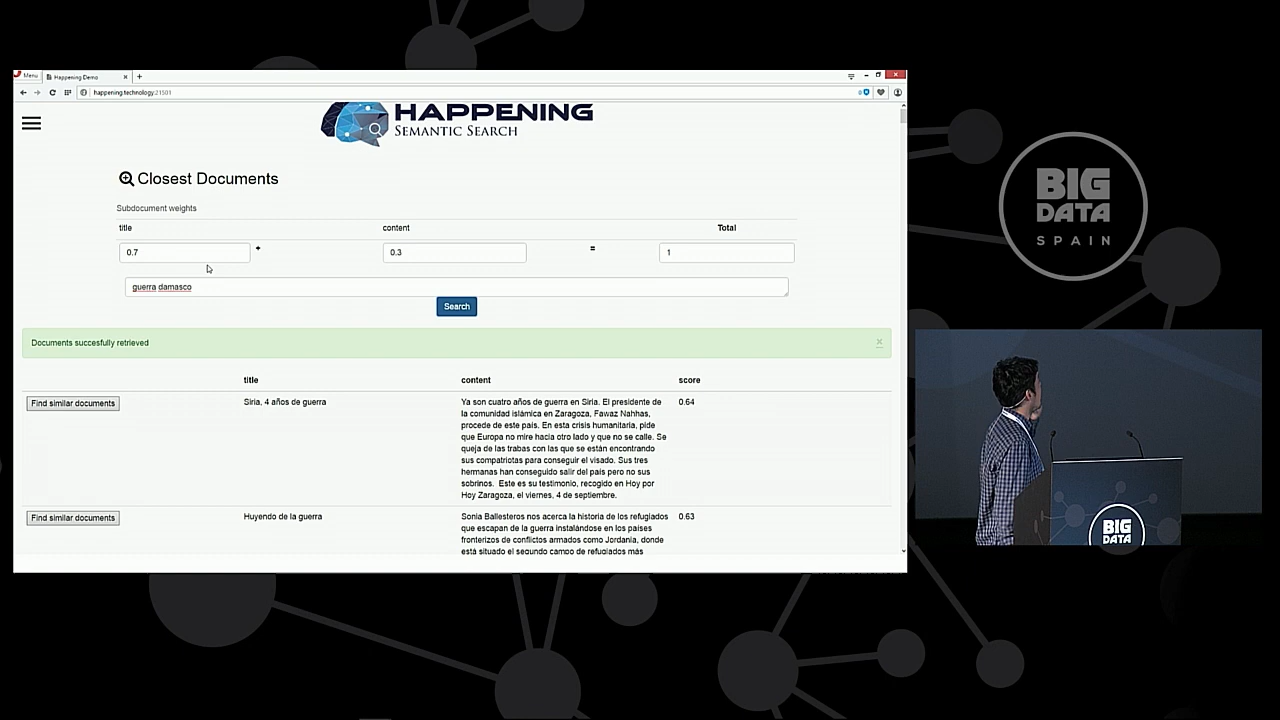 Menu
Happening Demo
happening.technology:21501
HAPPENING
SEMANTIC SEARCH
Closest Documents
Subdocument weights
title content Total
0.7 + 0.3 = 1
guerra damasco
Search
Documents succesfully retrieved
title content score
Find similar documents
Siria, 4 años de guerra
Ya son cuatro años de guerra en Siria. El presidente de
la comunidad islámica en Zaragoza, Fawaz Nahhas,
procede de este país. En esta crisis humanitaria, pide
que Europa no mire hacia otro lado y que no se calle. Se
queja de las trabas con las que se están encontrando
sus compatriotas para conseguir el visado. Sus tres
hermanas han conseguido salir del país pero no sus
sobrinos. Este es su testimonio, recogido en Hoy por
Hoy Zaragoza, el viernes, 4 de septiembre.
0.64
Find similar documents
Huyendo de la guerra
Sonia Ballesteros nos acerca la historia de los refugiados
que escapan de la guerra instalándose en los países
fronterizos de conflictos armados como Jordania, donde
está situado el segundo campo de refugiados más
0.63
BIG
DATA
SPAIN
BIG
DATA